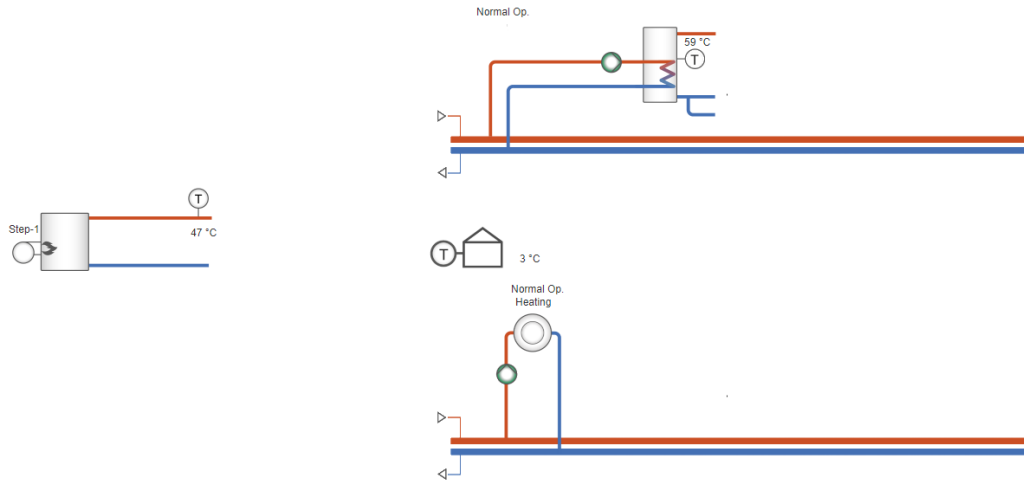 Normal Op.
59 °C
T
T
Step-1
47 °C
T
3 °C
Normal Op.
Heating